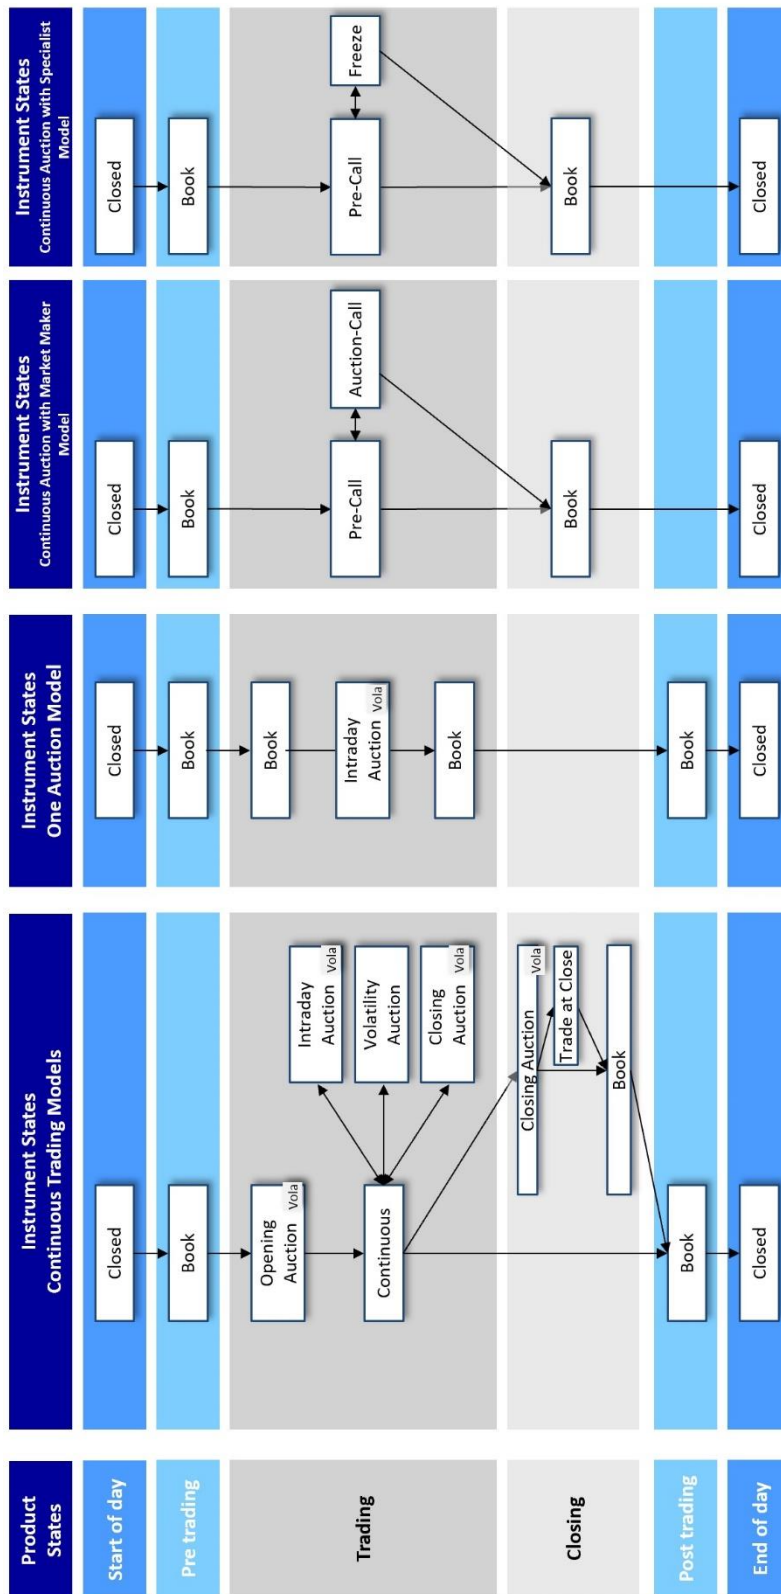 Product
States
Start of day
Pre trading
Trading
Closing
Post trading
End of day
Instrument States
Continuous Trading Models
Closed
Book
Opening
Auction
Vola
Continuous
Intraday
Auction
Vola
Volatility
Auction
Closing
Auction
Vola
Closing Auction
Vola
Trade at Close
Book
Book
Closed
Instrument States
One Auction Model
Closed
Book
Book
Intraday
Auction
Vola
Book
Book
Closed
Instrument States
Continuous Auction with Market Maker
Model
Closed
Book
Pre-Call
Auction-Call
Book
Closed
Instrument States
Continuous Auction with Specialist
Model
Closed
Book
Pre-Call
Freeze
Book
Closed